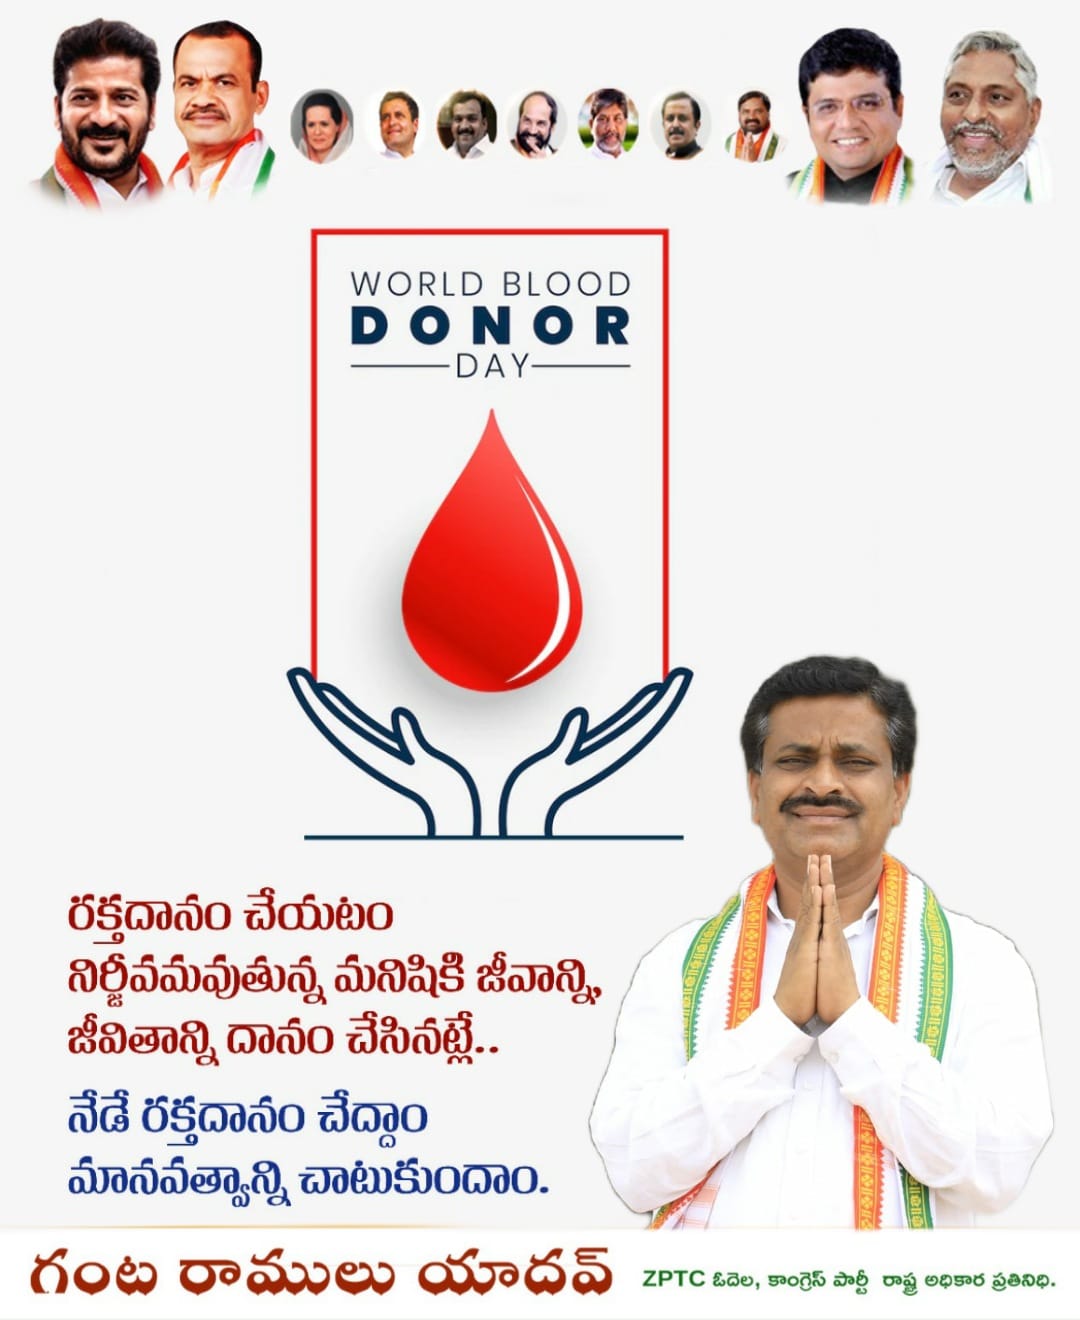 WORLD BLOOD
DONOR
DAY
రక్తదానం చేయటం
నిర్జీవమవుతున్న మనిషికి జీవాన్ని,
జీవితాన్ని దానం చేసినట్లే..
నేడే రక్తదానం చేద్దాం
మానవత్వాన్ని చాటుకుందాం.
గంట రాములు యాదవ్ ZPTC ఓదెల, కాంగ్రెస్ పార్టీ రాష్ట్ర అధికార ప్రతినిధి.